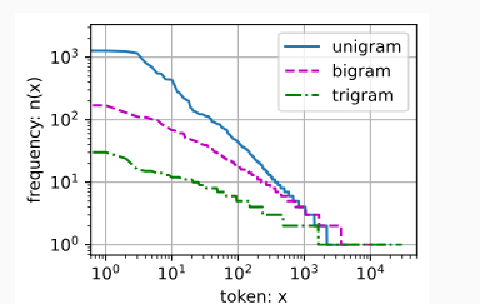 frequency: n(x)
10³
10²
10¹
10⁰
unigram
bigram
trigram
10⁰ 10¹ 10² 10³ 10⁴
token: x